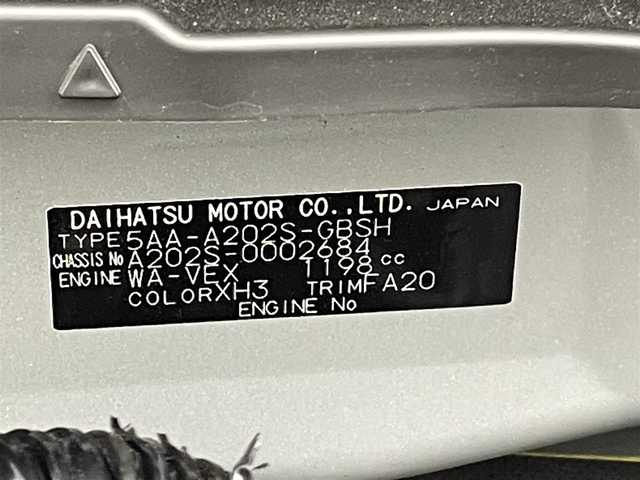 DAIHATSU MOTOR CO.,LTD. JAPAN
TYPE 5AA-A202S-GBSH
CHASSIS No A202S-0002684
ENGINE WA-VEX 1198 cc
COLOR XH3 TRIM FA20
ENGINE No